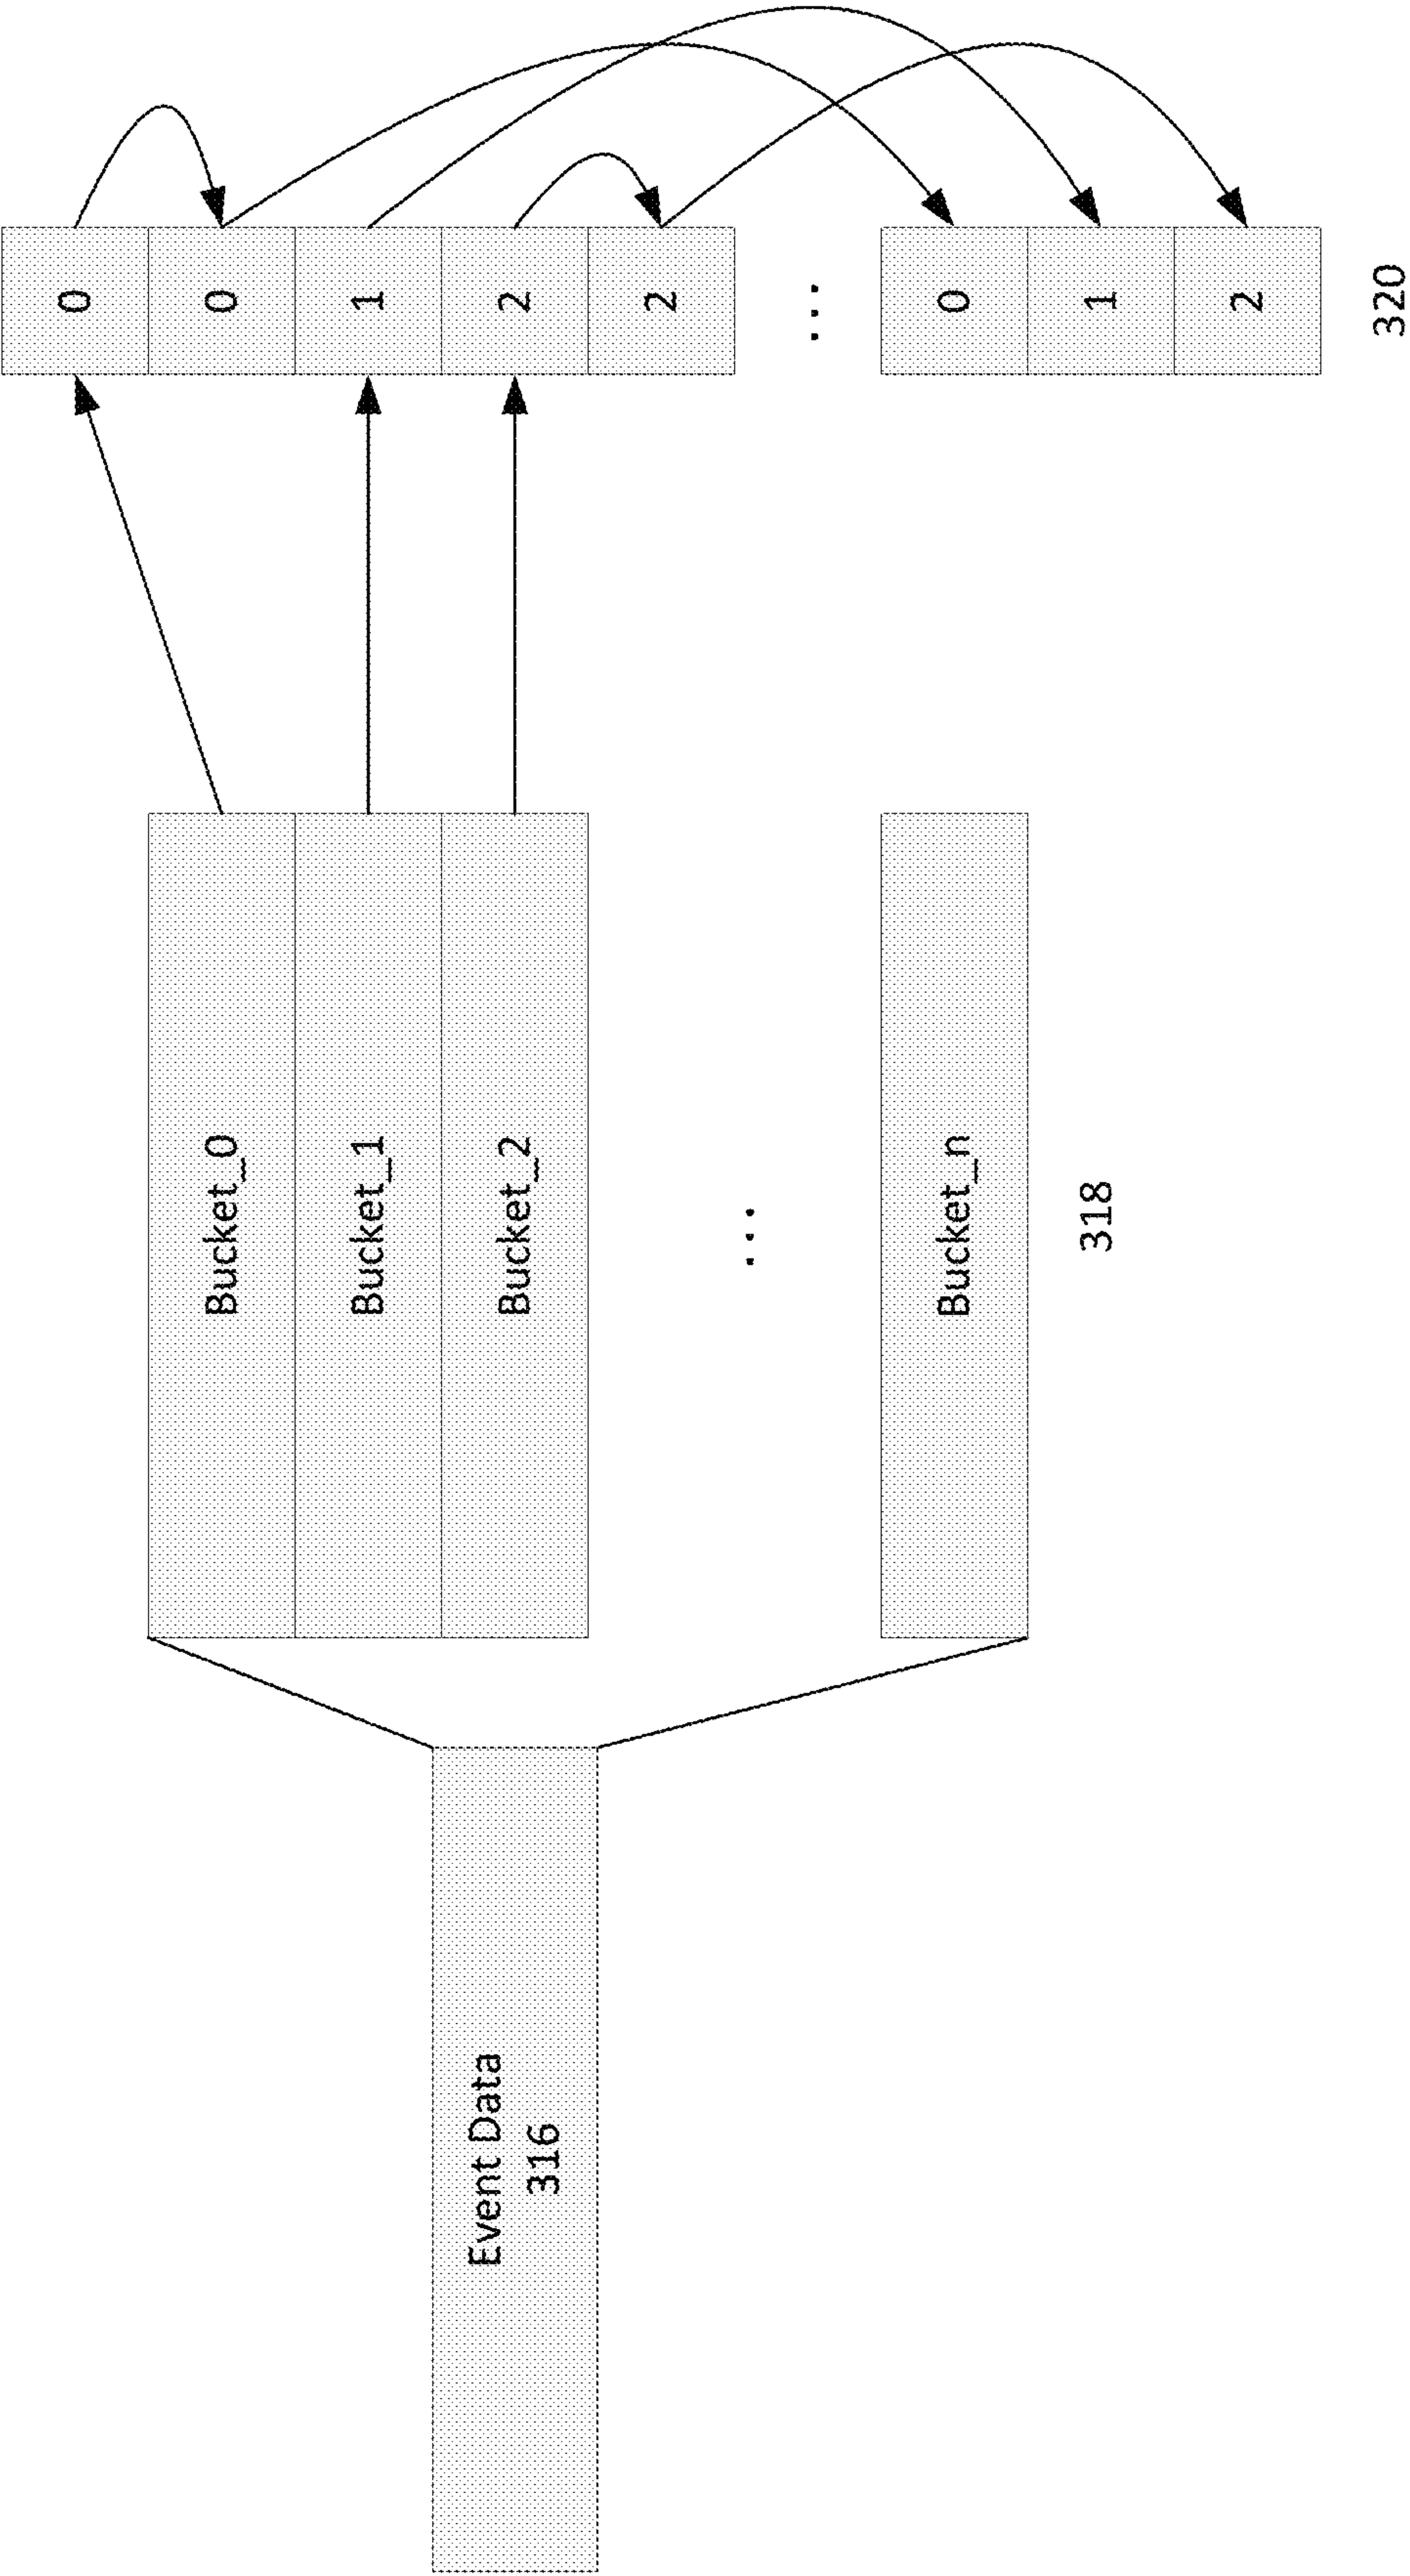 Event Data
316
Bucket_0
Bucket_1
Bucket_2
...
Bucket_n
318
0
0
1
2
2
...
0
1
2
320